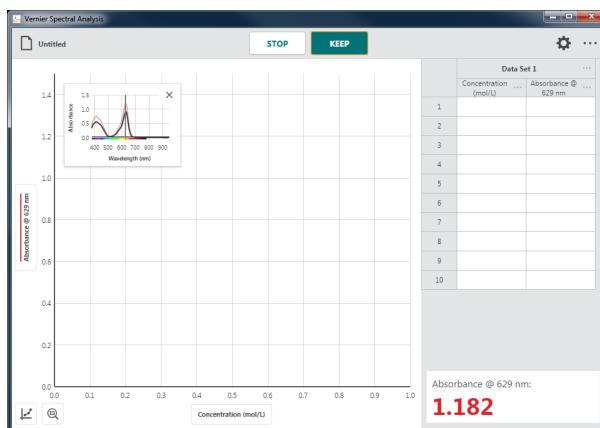 Vernier Spectral Analysis
Untitled
STOP
KEEP
Data Set 1 ...
Concentration (mol/L) ...
Absorbance @ 629 nm ...
1
2
3
4
5
6
7
8
9
10
1.5
1.0
0.5
0.0
Absorbance
400 500 600 700 800 900
Wavelength (nm)
1.4
1.2
1.0
0.8
0.6
0.4
0.2
0.0
Absorbance @ 629 nm
0.0 0.1 0.2 0.3 0.4 0.5 0.6 0.7 0.8 0.9 1.0
Concentration (mol/L)
Absorbance @ 629 nm:
1.182